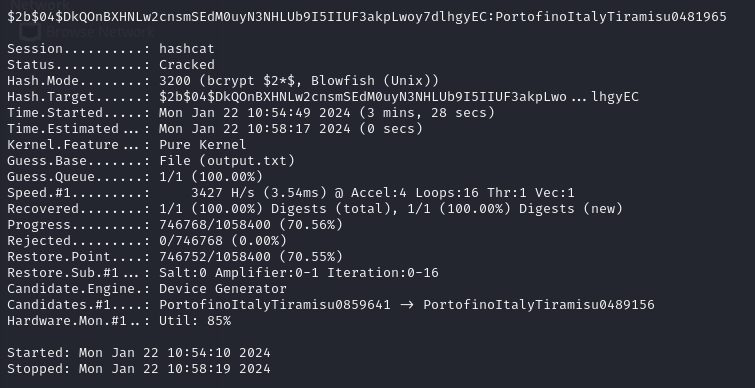 $2b$04$DkQOnBXHNLw2cnsmSEdM0uyN3NHLUb9I5IIUF3akpLwoy7dlhgyEC:PortofinoItalyTiramisu0481965
Session..........: hashcat
Status...........: Cracked
Hash.Mode........: 3200 (bcrypt $2*$, Blowfish (Unix))
Hash.Target......: $2b$04$DkQOnBXHNLw2cnsmSEdM0uyN3NHLUb9I5IIUF3akpLwo...lhgyEC
Time.Started.....: Mon Jan 22 10:54:49 2024 (3 mins, 28 secs)
Time.Estimated...: Mon Jan 22 10:58:17 2024 (0 secs)
Kernel.Feature...: Pure Kernel
Guess.Base.......: File (output.txt)
Guess.Queue......: 1/1 (100.00%)
Speed.#1.........:     3427 H/s (3.54ms) @ Accel:4 Loops:16 Thr:1 Vec:1
Recovered........: 1/1 (100.00%) Digests (total), 1/1 (100.00%) Digests (new)
Progress.........: 746768/1058400 (70.56%)
Rejected.........: 0/746768 (0.00%)
Restore.Point....: 746752/1058400 (70.55%)
Restore.Sub.#1...: Salt:0 Amplifier:0-1 Iteration:0-16
Candidate.Engine.: Device Generator
Candidates.#1....: PortofinoItalyTiramisu0859641 -> PortofinoItalyTiramisu0489156
Hardware.Mon.#1..: Util: 85%
Started: Mon Jan 22 10:54:10 2024
Stopped: Mon Jan 22 10:58:19 2024
Network
Browse Network